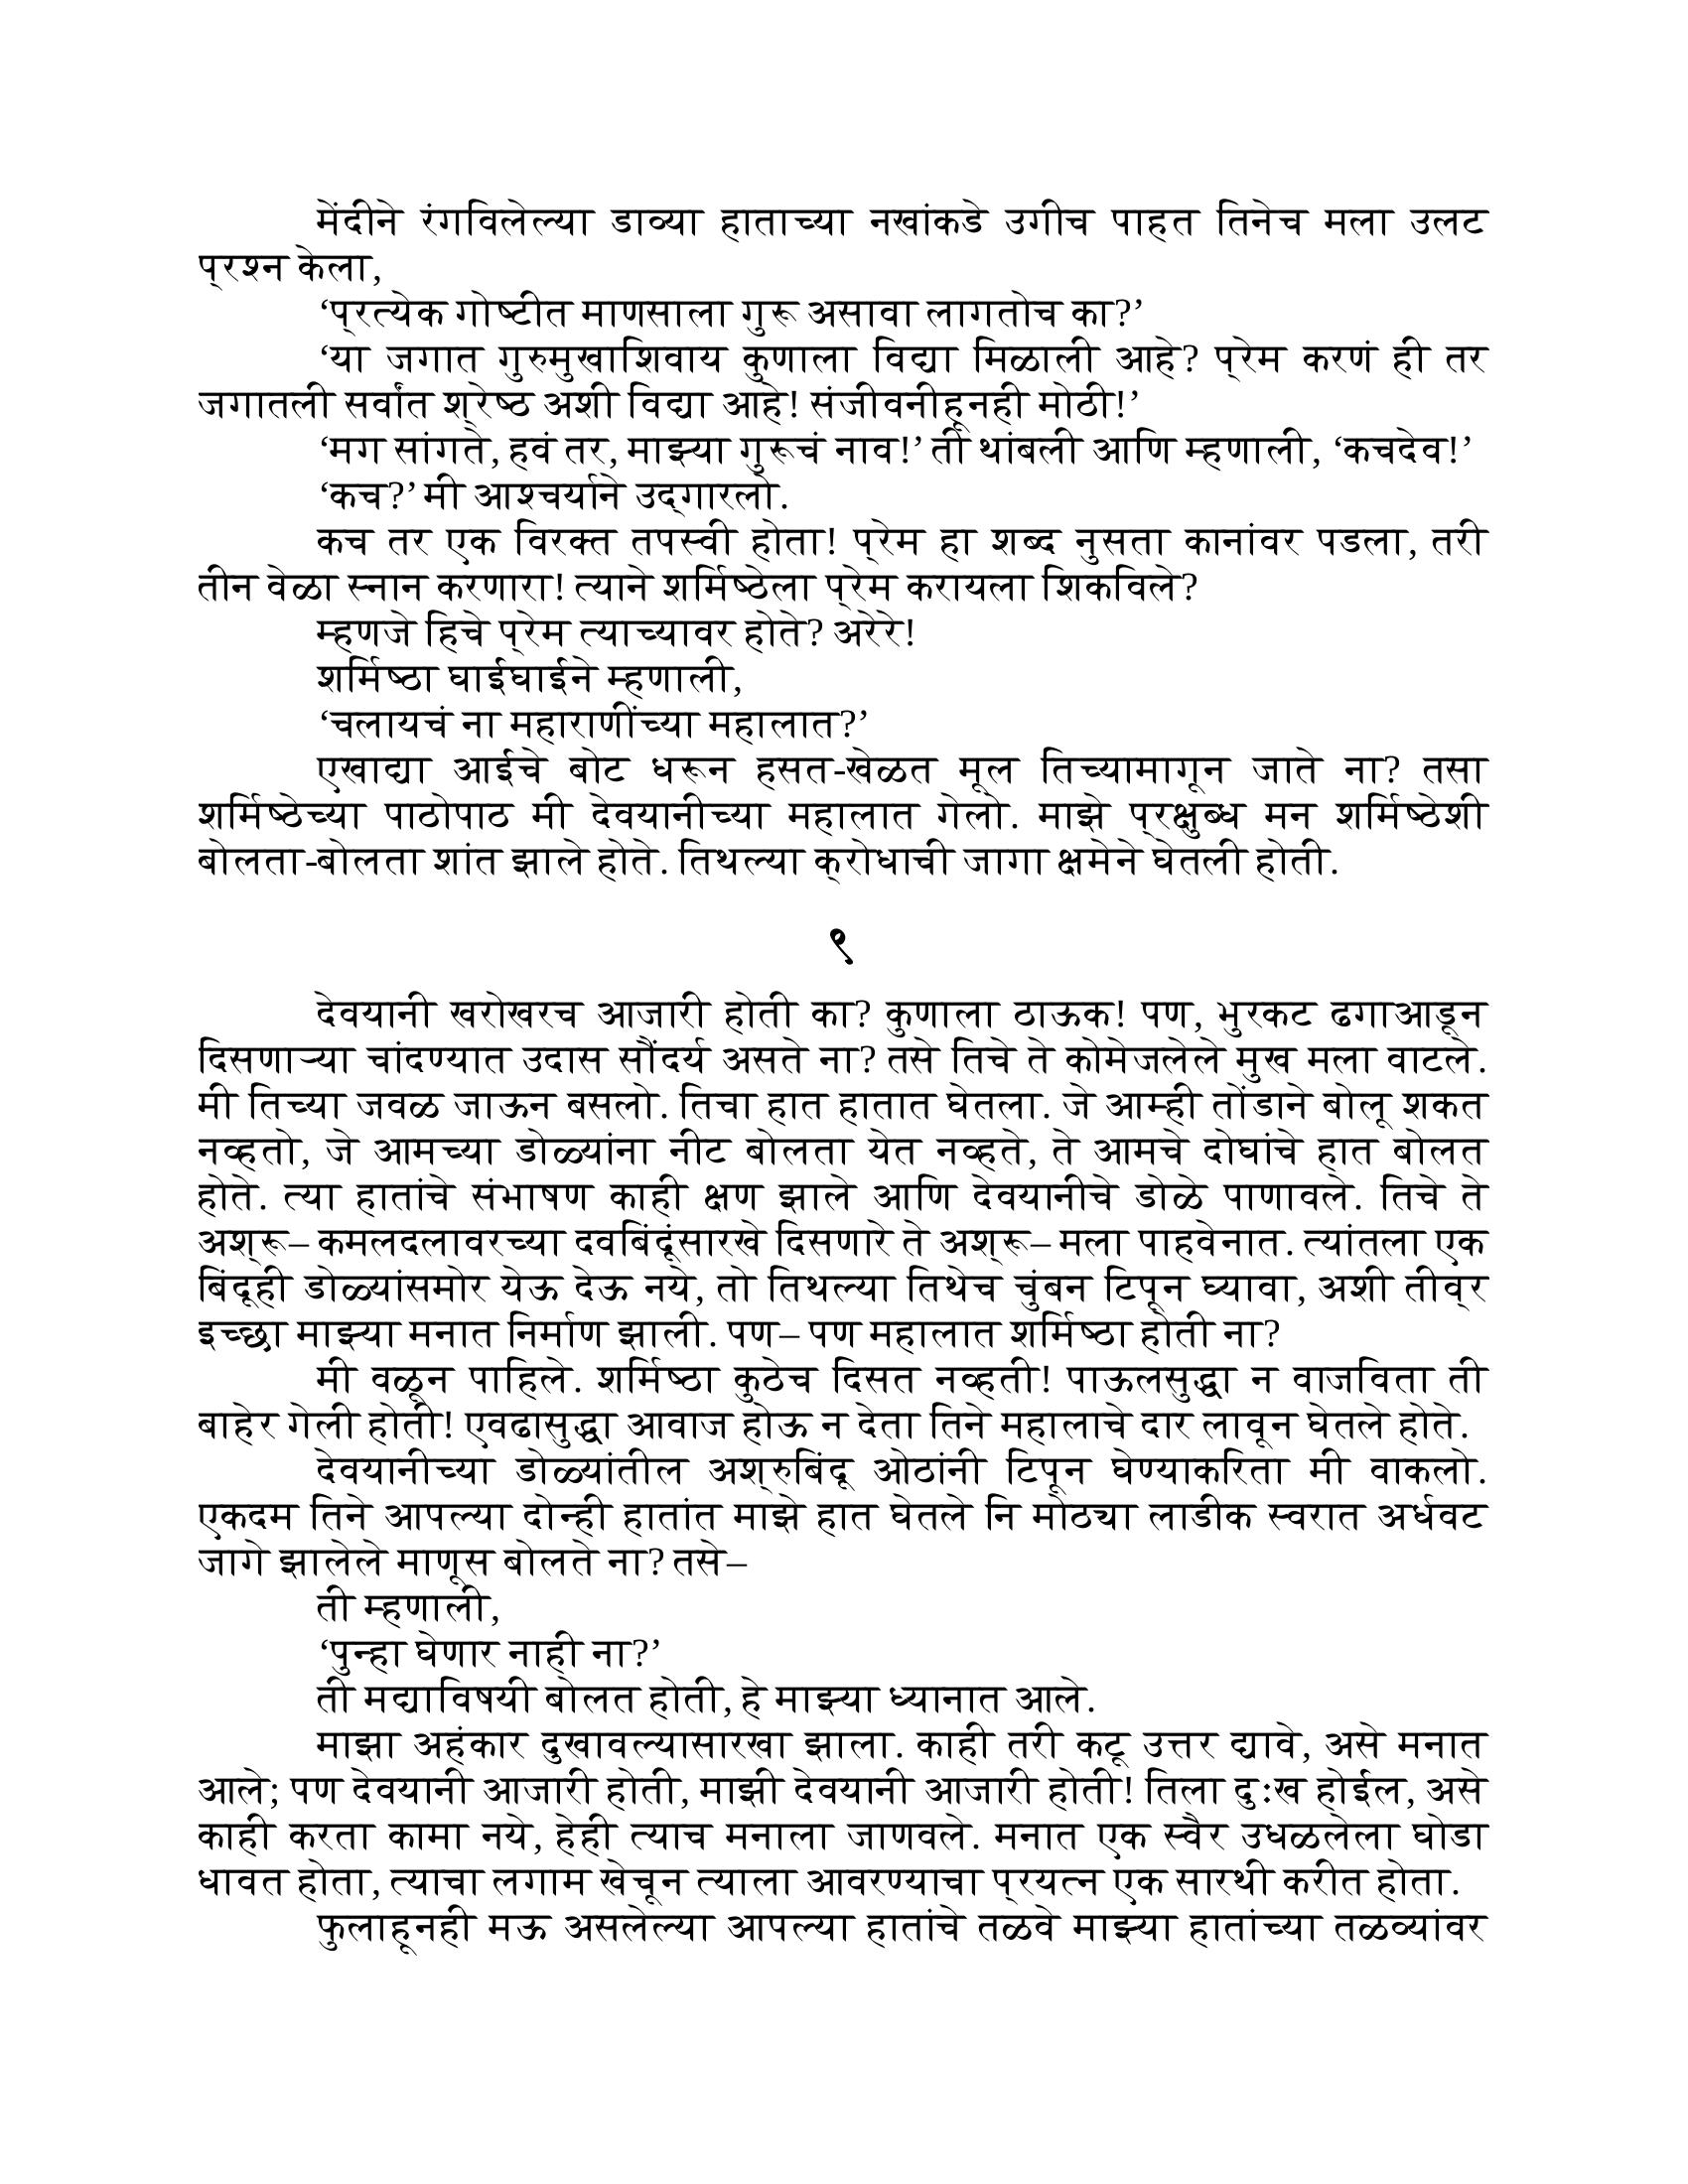 मेंदीने रंगविलेल्या डाव्या हाताच्या नखांकडे उगीच पाहत तिनेच मला उलट
प्रश्न केला,
‘प्रत्येक गोष्टीत माणसाला गुरू असावा लागतोच का?’
‘या जगात गुरुमुखाशिवाय कुणाला विद्या मिळाली आहे? प्रेम करणं ही तर
जगातली सर्वांत श्रेष्ठ अशी विद्या आहे! संजीवनीहूनही मोठी!’
‘मग सांगते, हवं तर, माझ्या गुरूचं नाव!’ ती थांबली आणि म्हणाली, ‘कचदेव!’
‘कच?’ मी आश्चर्याने उद्‌गारलो.
कच तर एक विरक्त तपस्वी होता! प्रेम हा शब्द नुसता कानांवर पडला, तरी
तीन वेळा स्नान करणारा! त्याने शर्मिष्ठेला प्रेम करायला शिकविले?
म्हणजे हिचे प्रेम त्याच्यावर होते? अरेरे!
शर्मिष्ठा घाईघाईने म्हणाली,
‘चलायचं ना महाराणींच्या महालात?’
एखाद्या आईचे बोट धरून हसत-खेळत मूल तिच्यामागून जाते ना? तसा
शर्मिष्ठेच्या पाठोपाठ मी देवयानीच्या महालात गेलो. माझे प्रक्षुब्ध मन शर्मिष्ठेशी
बोलता-बोलता शांत झाले होते. तिथल्या क्रोधाची जागा क्षमेने घेतली होती.
९
देवयानी खरोखरच आजारी होती का? कुणाला ठाऊक! पण, भुरकट ढगाआडून
दिसणाऱ्या चांदण्यात उदास सौंदर्य असते ना? तसे तिचे ते कोमेजलेले मुख मला वाटले.
मी तिच्या जवळ जाऊन बसलो. तिचा हात हातात घेतला. जे आम्ही तोंडाने बोलू शकत
नव्हतो, जे आमच्या डोळ्यांना नीट बोलता येत नव्हते, ते आमचे दोघांचे हात बोलत
होते. त्या हातांचे संभाषण काही क्षण झाले आणि देवयानीचे डोळे पाणावले. तिचे ते
अश्रू– कमलदलावरच्या दवबिंदूंसारखे दिसणारे ते अश्रू– मला पाहवेनात. त्यांतला एक
बिंदूही डोळ्यांसमोर येऊ देऊ नये, तो तिथल्या तिथेच चुंबन टिपून घ्यावा, अशी तीव्र
इच्छा माझ्या मनात निर्माण झाली. पण– पण महालात शर्मिष्ठा होती ना?
मी वळून पाहिले. शर्मिष्ठा कुठेच दिसत नव्हती! पाऊलसुद्धा न वाजविता ती
बाहेर गेली होती! एवढासुद्धा आवाज होऊ न देता तिने महालाचे दार लावून घेतले होते.
देवयानीच्या डोळ्यांतील अश्रुबिंदू ओठांनी टिपून घेण्याकरिता मी वाकलो.
एकदम तिने आपल्या दोन्ही हातांत माझे हात घेतले नि मोठ्या लाडीक स्वरात अर्धवट
जागे झालेले माणूस बोलते ना? तसे–
ती म्हणाली,
‘पुन्हा घेणार नाही ना?’
ती मद्याविषयी बोलत होती, हे माझ्या ध्यानात आले.
माझा अहंकार दुखावल्यासारखा झाला. काही तरी कटू उत्तर द्यावे, असे मनात
आले; पण देवयानी आजारी होती, माझी देवयानी आजारी होती! तिला दुःख होईल, असे
काही करता कामा नये, हेही त्याच मनाला जाणवले. मनात एक स्वैर उधळलेला घोडा
धावत होता, त्याचा लगाम खेचून त्याला आवरण्याचा प्रयत्न एक सारथी करीत होता.
फुलाहूनही मऊ असलेल्या आपल्या हातांचे तळवे माझ्या हातांच्या तळव्यांवर